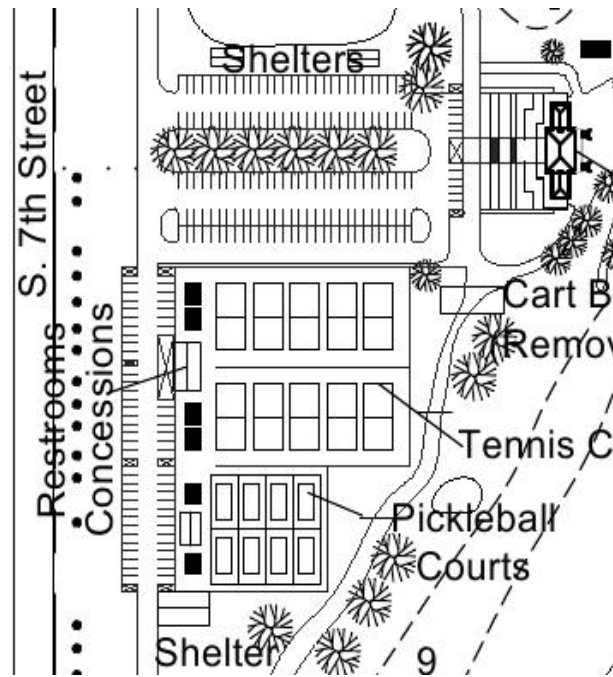 Shelters
S. 7th Street
Cart B
Remov
Restrooms
Concessions
Tennis C
Pickleball
Courts
Shelter
9